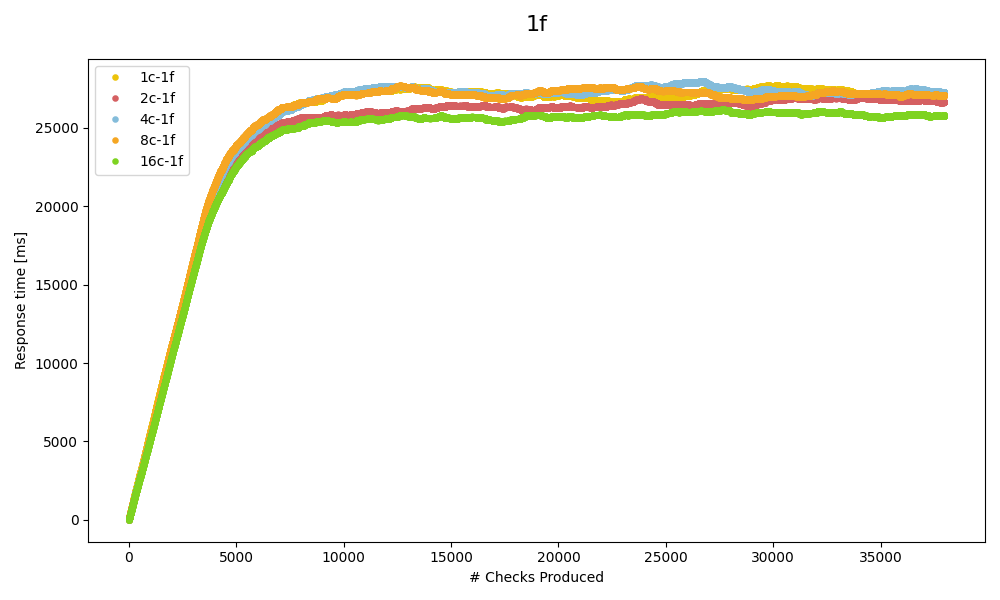 1f
1c-1f
2c-1f
4c-1f
8c-1f
16c-1f
Response time [ms]
25000
20000
15000
10000
5000
0
0 5000 10000 15000 20000 25000 30000 35000
# Checks Produced